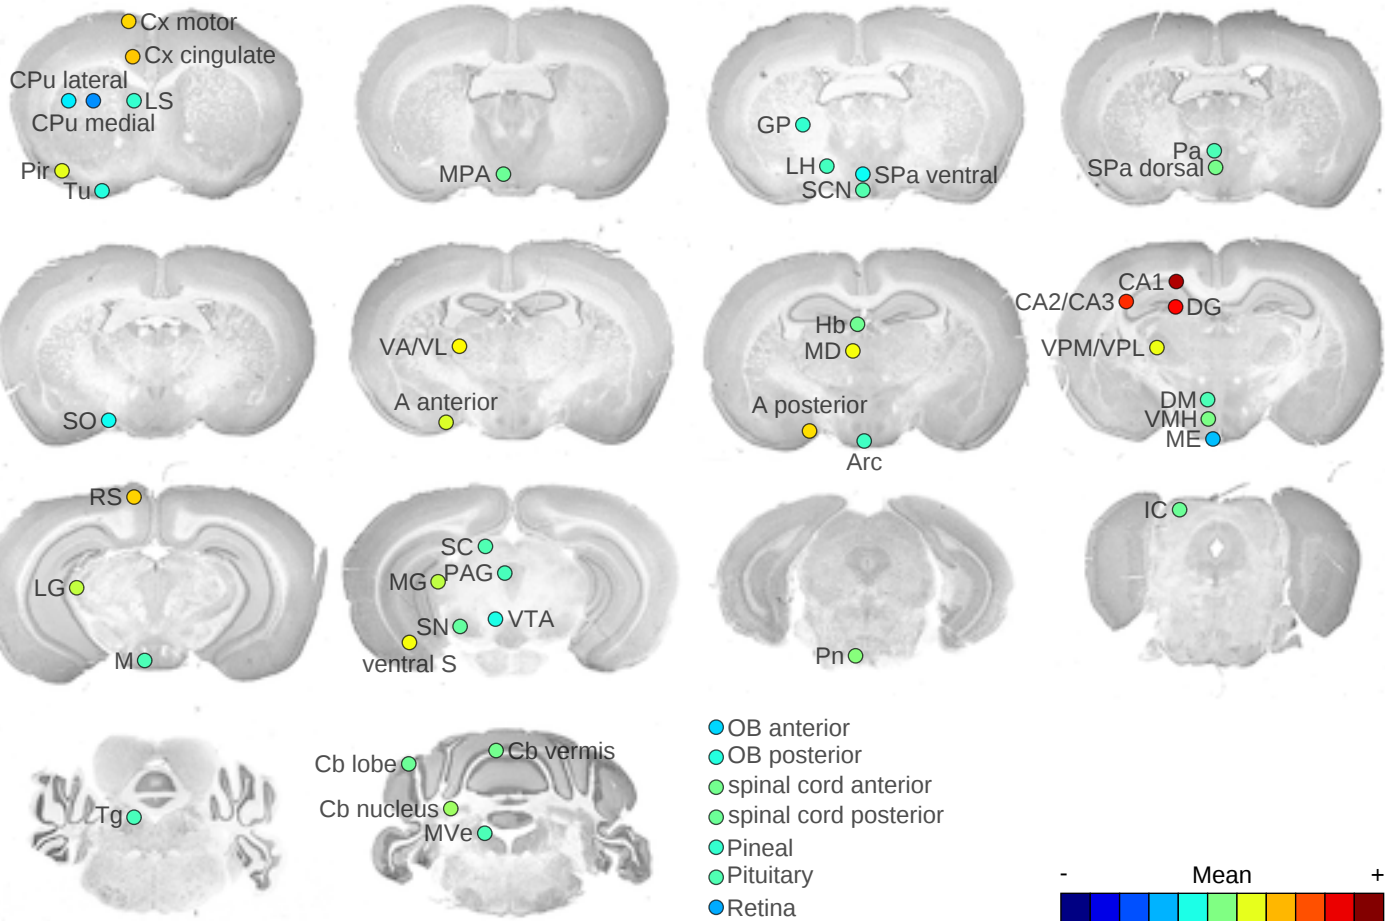 Cx motor
Cx cingulate
CPu lateral
LS
CPu medial
Pir
Tu
MPA
GP
LH
SPa ventral
SCN
Pa
SPa dorsal
SO
VA/VL
A anterior
Hb
MD
A posterior
Arc
CA1
CA2/CA3
DG
VPM/VPL
DM
VMH
ME
RS
LG
M
SC
PAG
MG
VTA
SN
ventral S
Pn
IC
Tg
Cb lobe
Cb vermis
Cb nucleus
MVe
OB anterior
OB posterior
spinal cord anterior
spinal cord posterior
Pineal
Pituitary
Retina
- Mean +